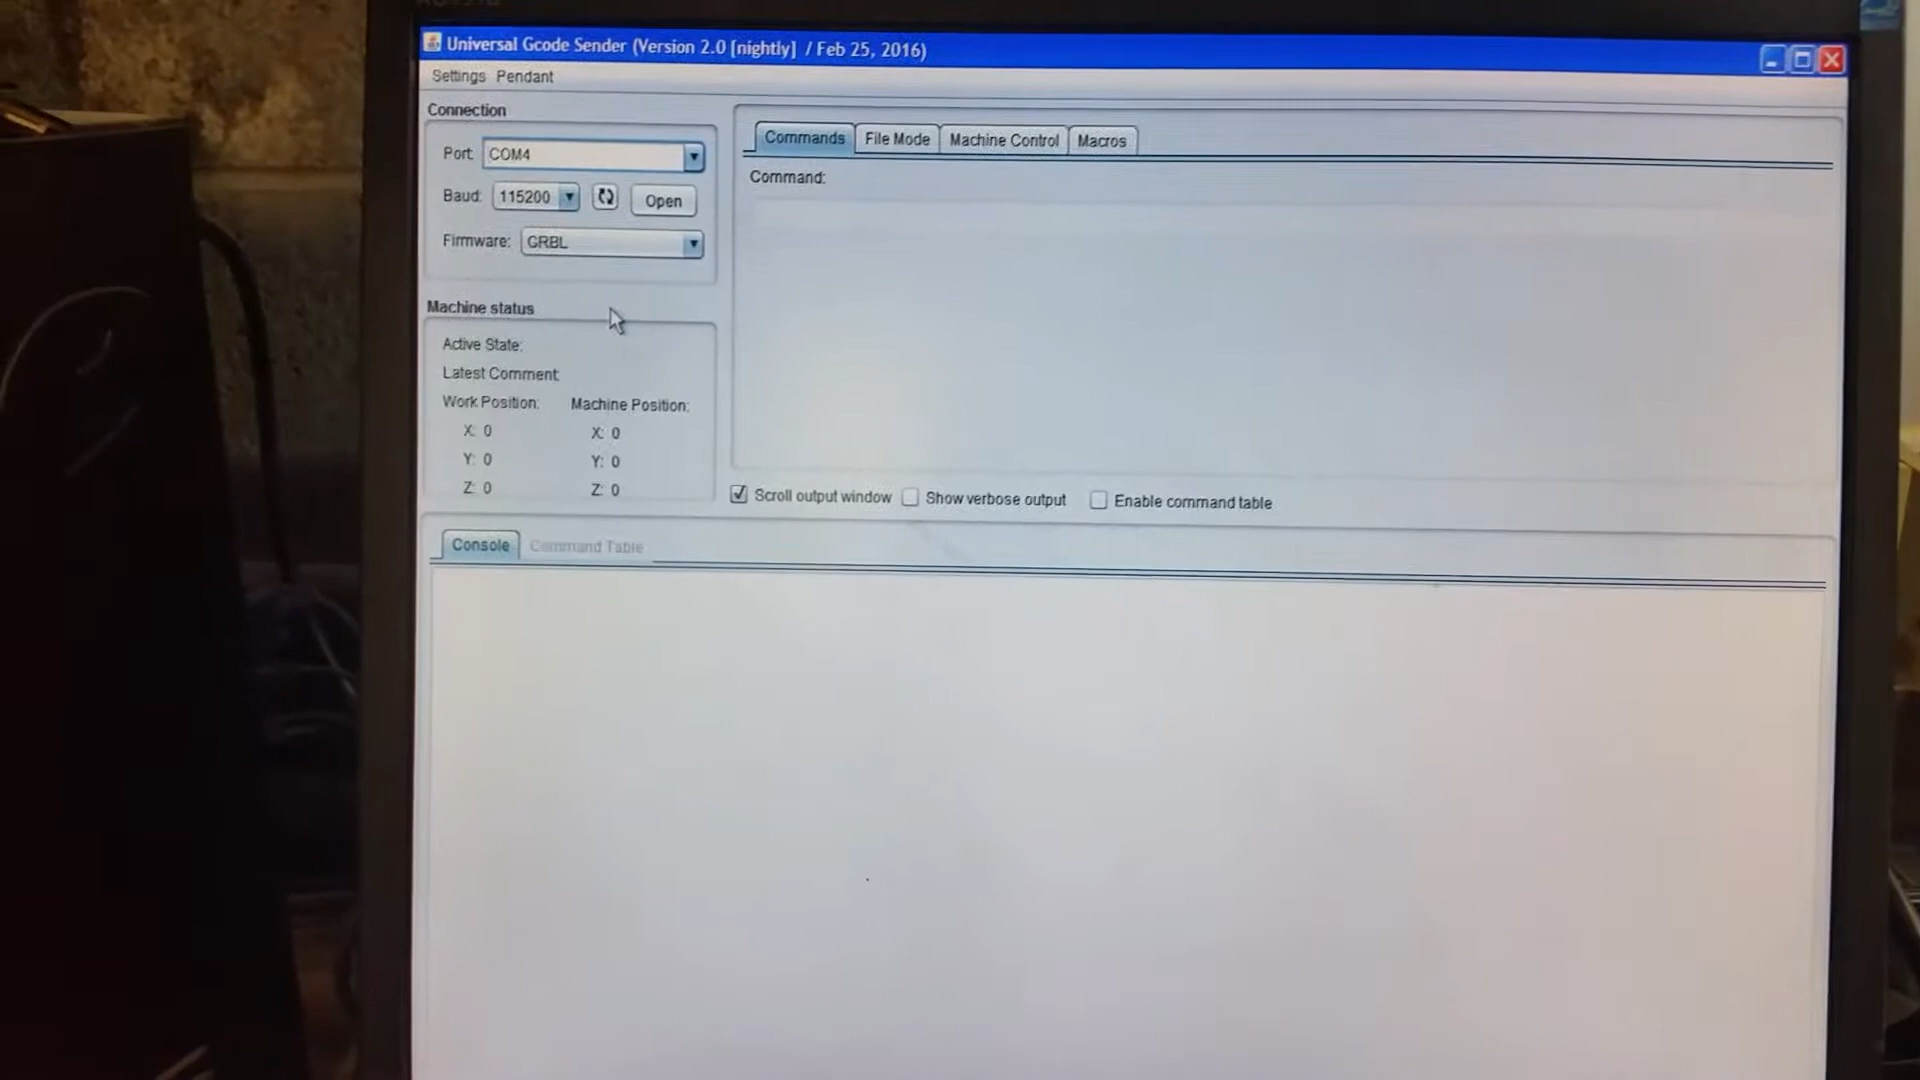 Universal Gcode Sender (Version 2.0 [nightly] / Feb 25, 2016)
Settings Pendant
Connection
Port: COM4
Baud: 115200 Open
Firmware: GRBL
Machine status
Active State:
Latest Comment:
Work Position: Machine Position:
X: 0 X: 0
Y: 0 Y: 0
Z: 0 Z: 0
Commands File Mode Machine Control Macros
Command:
Scroll output window Show verbose output Enable command table
Console Command Table